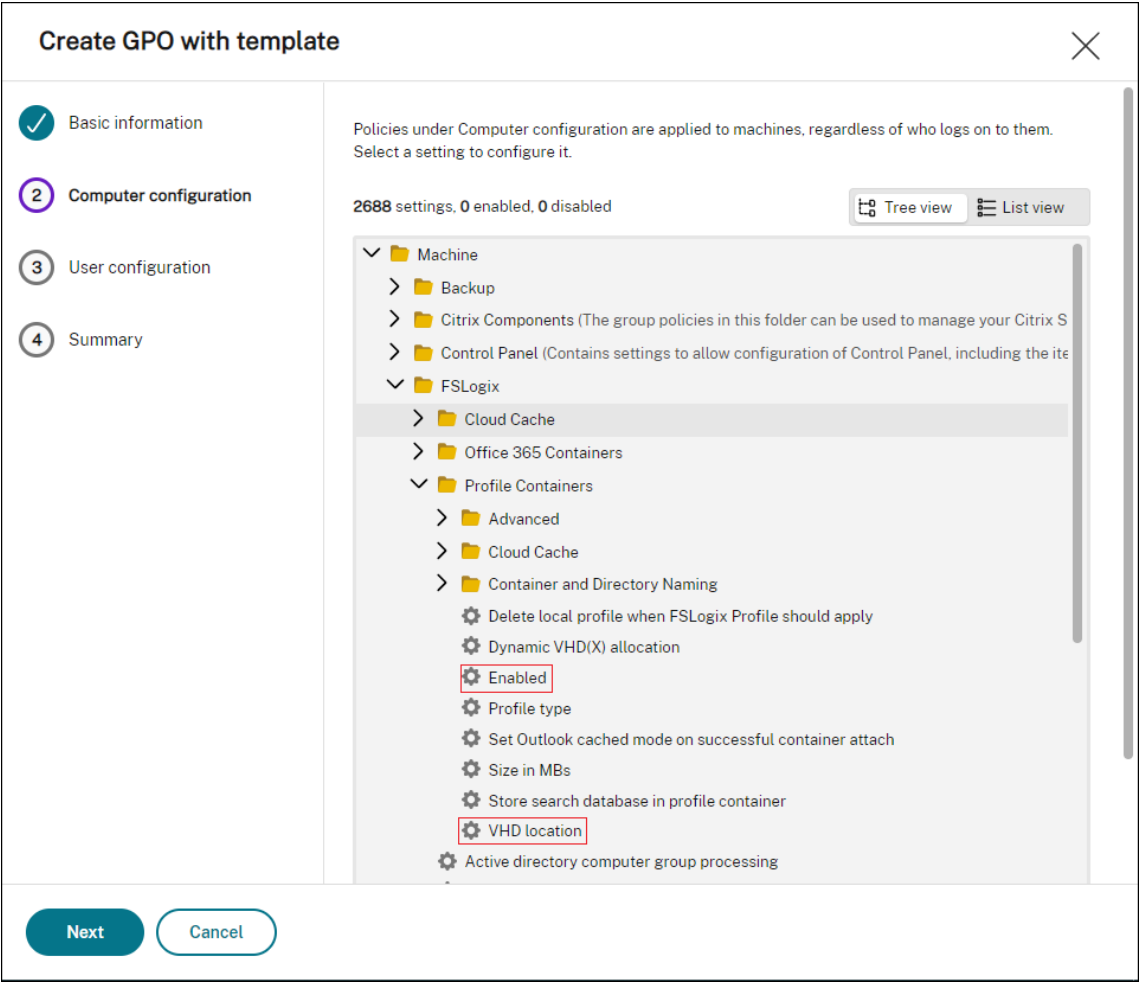 Create GPO with template
Basic information
2 Computer configuration
3 User configuration
4 Summary
Policies under Computer configuration are applied to machines, regardless of who logs on to them.
Select a setting to configure it.
2688 settings, 0 enabled, 0 disabled
Tree view List view
Machine
Backup
Citrix Components (The group policies in this folder can be used to manage your Citrix S
Control Panel (Contains settings to allow configuration of Control Panel, including the ite
FSLogix
Cloud Cache
Office 365 Containers
Profile Containers
Advanced
Cloud Cache
Container and Directory Naming
Delete local profile when FSLogix Profile should apply
Dynamic VHD(X) allocation
Enabled
Profile type
Set Outlook cached mode on successful container attach
Size in MBs
Store search database in profile container
VHD location
Active directory computer group processing
Next Cancel